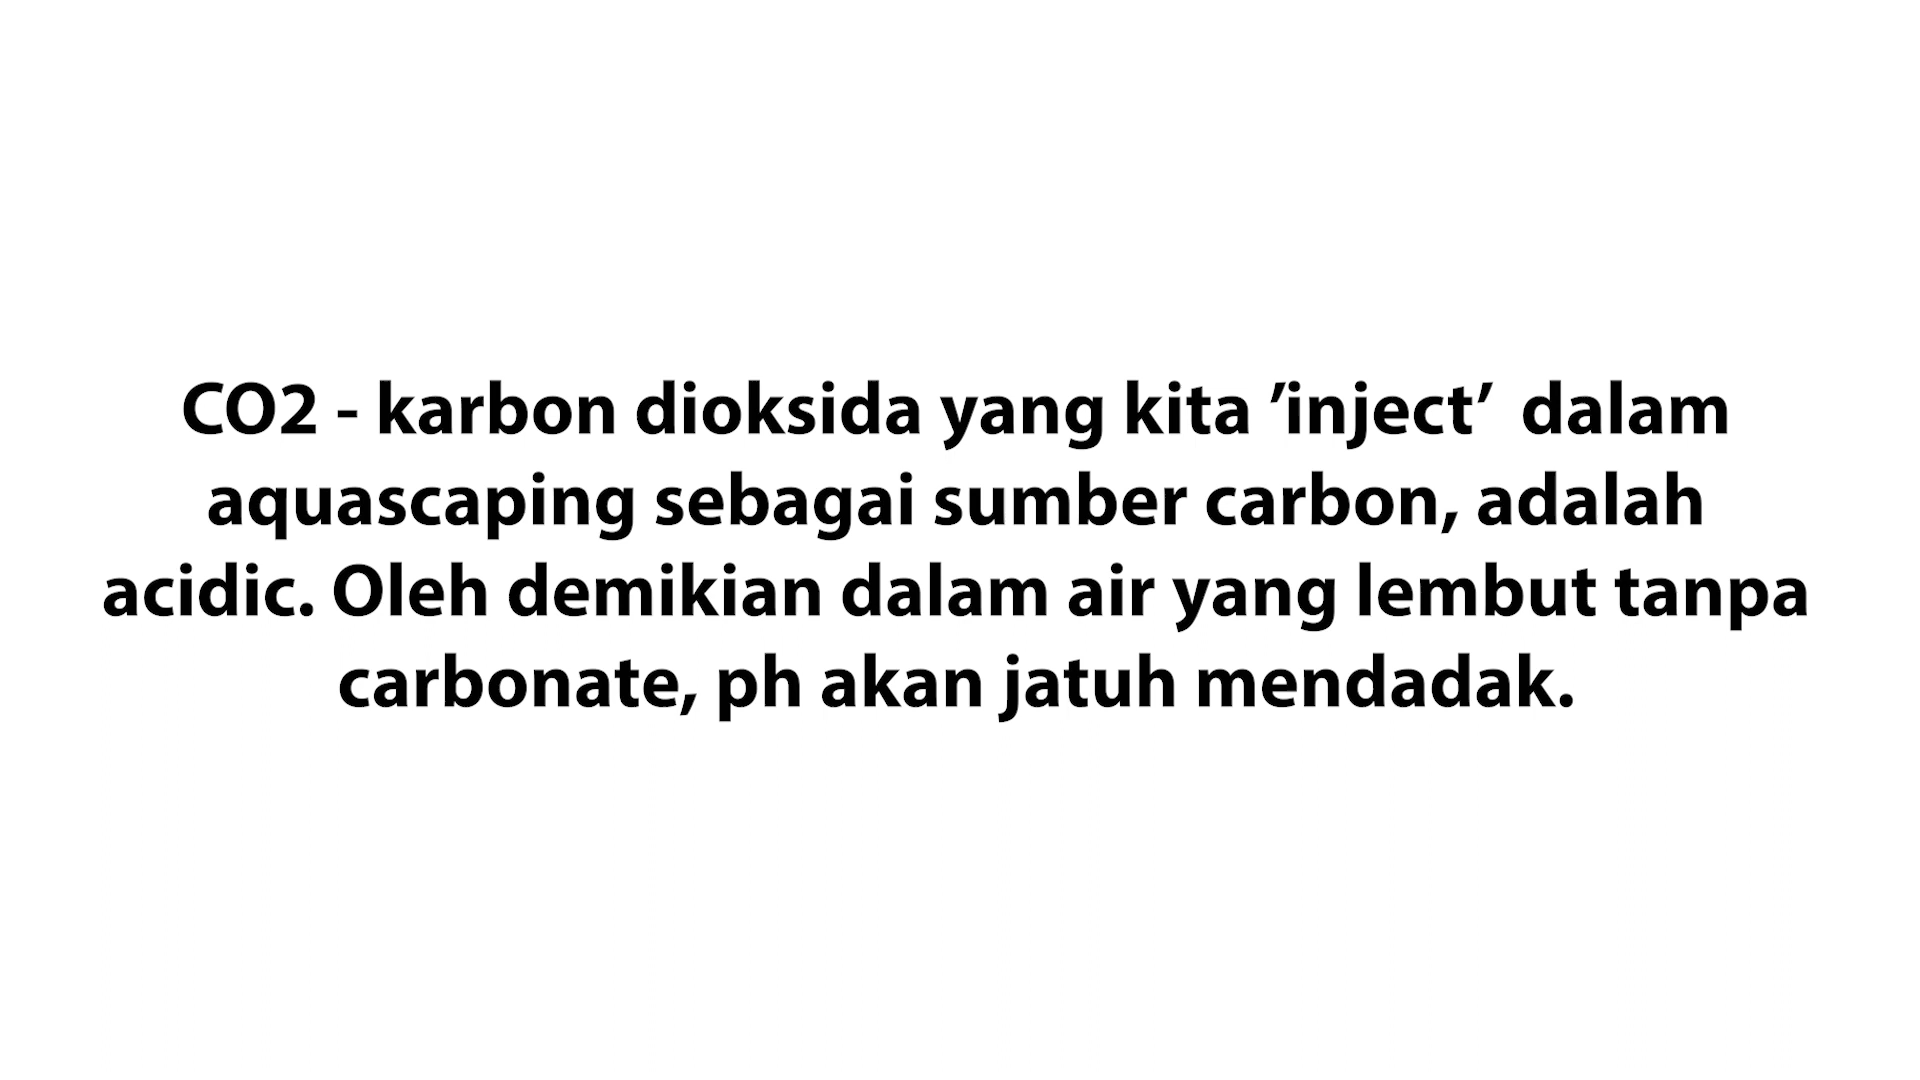 CO2 - karbon dioksida yang kita ’inject’ dalam
aquascaping sebagai sumber carbon, adalah
acidic. Oleh demikian dalam air yang lembut tanpa
carbonate, ph akan jatuh mendadak.